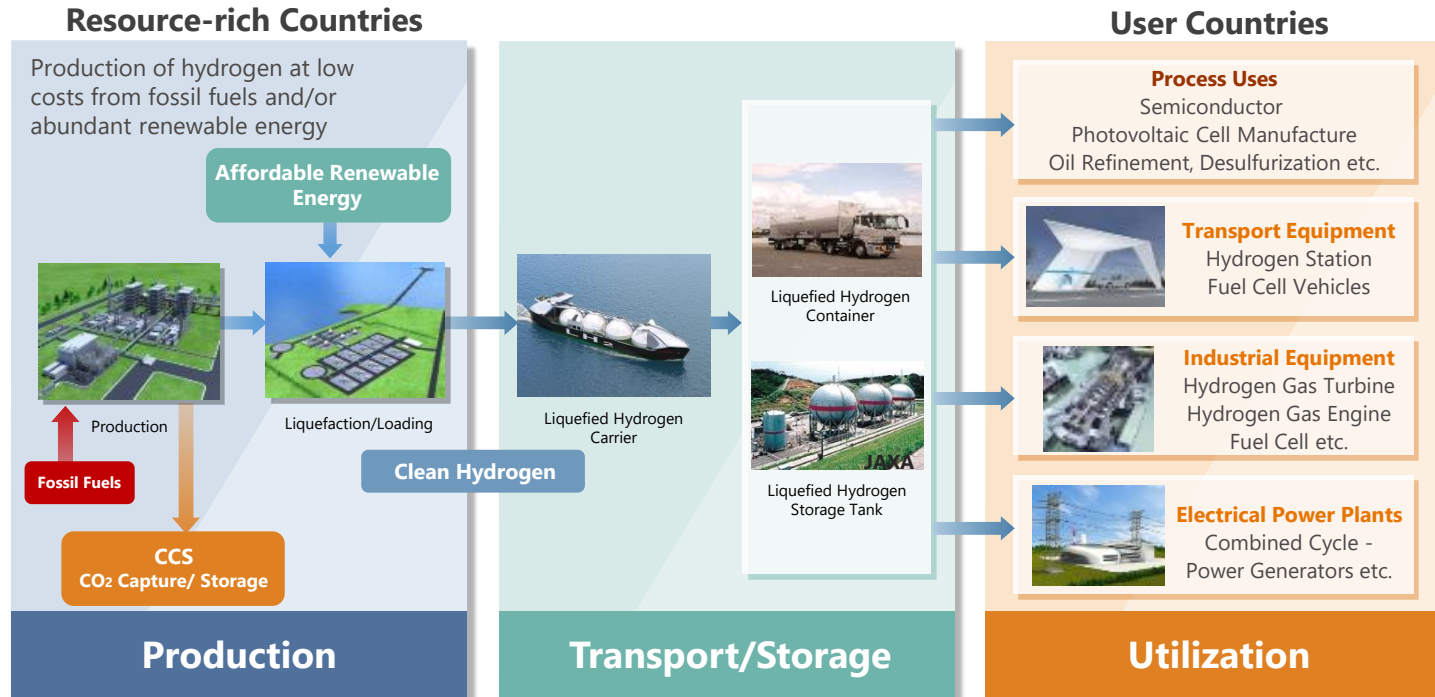 Resource-rich Countries
User Countries
Production of hydrogen at low
costs from fossil fuels and/or
abundant renewable energy
Affordable Renewable
Energy
Production
Liquefaction/Loading
Fossil Fuels
CCS
CO2 Capture/ Storage
Clean Hydrogen
LH2
Liquefied Hydrogen
Carrier
Liquefied Hydrogen
Container
JAXA
Liquefied Hydrogen
Storage Tank
Process Uses
Semiconductor
Photovoltaic Cell Manufacture
Oil Refinement, Desulfurization etc.
Transport Equipment
Hydrogen Station
Fuel Cell Vehicles
Industrial Equipment
Hydrogen Gas Turbine
Hydrogen Gas Engine
Fuel Cell etc.
Electrical Power Plants
Combined Cycle -
Power Generators etc.
Production
Transport/Storage
Utilization